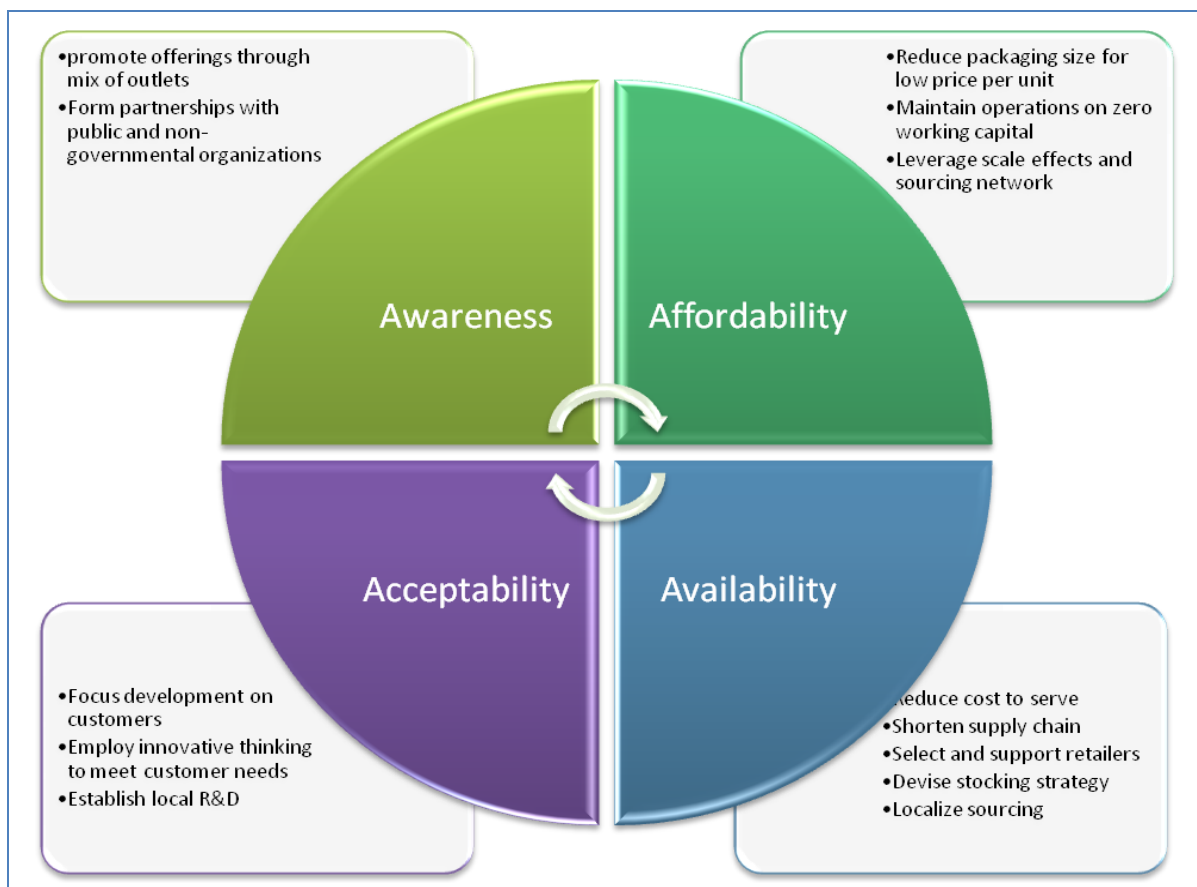 •promote offerings through
mix of outlets
•Form partnerships with
public and non-
governmental organizations
•Reduce packaging size for
low price per unit
•Maintain operations on zero
working capital
•Leverage scale effects and
sourcing network
Awareness
Affordability
Acceptability
Availability
•Focus development on
customers
•Employ innovative thinking
to meet customer needs
•Establish local R&D
Reduce cost to serve
•Shorten supply chain
•Select and support retailers
•Devise stocking strategy
•Localize sourcing